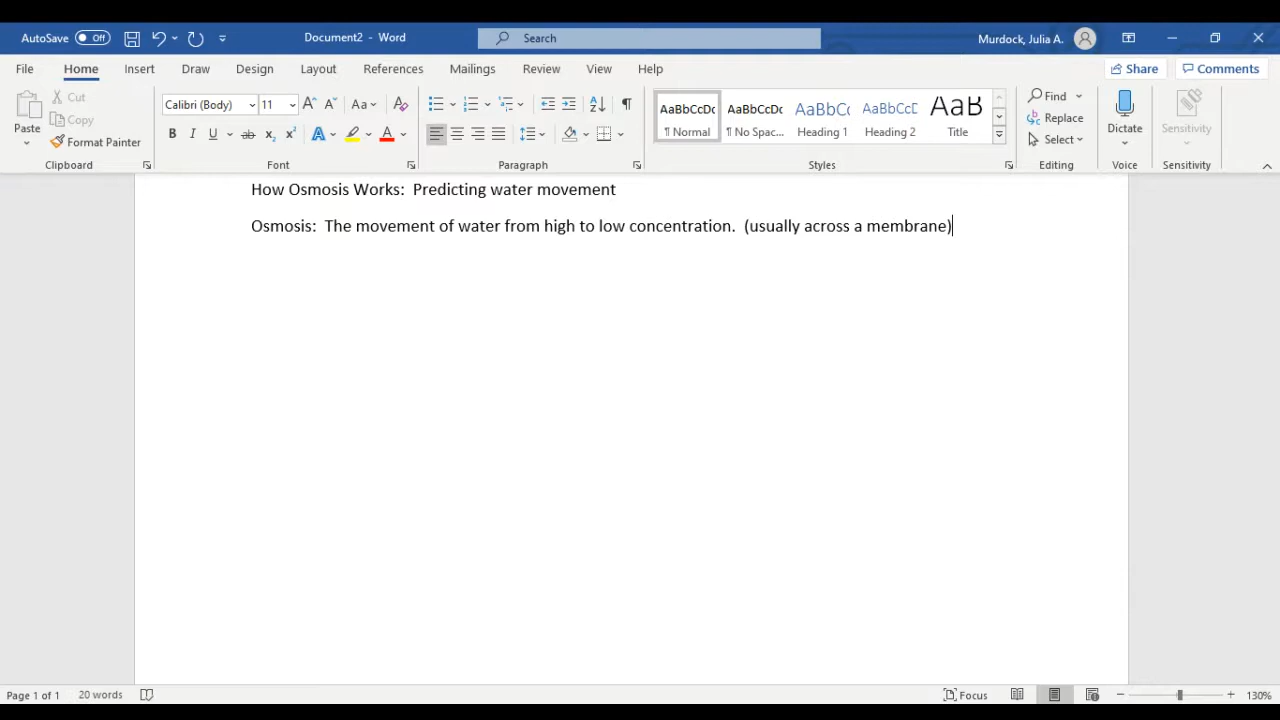 AutoSave Off Document2 - Word Search Murdock, Julia A.
File Home Insert Draw Design Layout References Mailings Review View Help Share Comments
Paste Cut Copy Format Painter Clipboard
Calibri (Body) 11 Aa Font
Paragraph
AaBbCcDc ¶ Normal AaBbCcDc ¶ No Spac... AaBbCc Heading 1 AaBbCcD Heading 2 AaB Title Styles
Find Replace Select Editing
Dictate Voice
Sensitivity Sensitivity
How Osmosis Works:  Predicting water movement
Osmosis:  The movement of water from high to low concentration.  (usually across a membrane)
Page 1 of 1 20 words Focus 130%